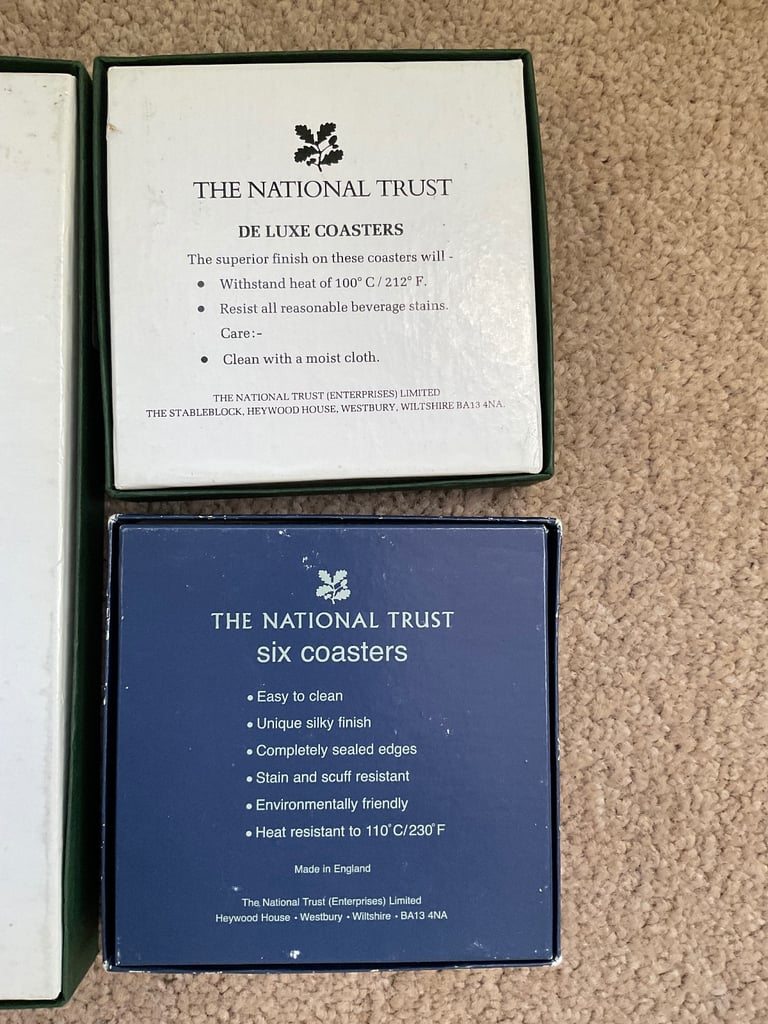 THE NATIONAL TRUST
DE LUXE COASTERS
The superior finish on these coasters will -
● Withstand heat of 100° C / 212° F.
● Resist all reasonable beverage stains.
Care:-
● Clean with a moist cloth.
THE NATIONAL TRUST (ENTERPRISES) LIMITED
THE STABLEBLOCK, HEYWOOD HOUSE, WESTBURY, WILTSHIRE BA13 4NA.
THE NATIONAL TRUST
six coasters
• Easy to clean
• Unique silky finish
• Completely sealed edges
• Stain and scuff resistant
• Environmentally friendly
• Heat resistant to 110°C/230°F
Made in England
The National Trust (Enterprises) Limited
Heywood House • Westbury • Wiltshire • BA13 4NA